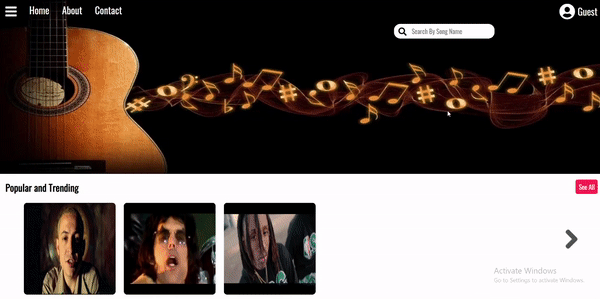 Home About Contact Guest
Search By Song Name
Popular and Trending See All
Activate Windows
Go to Settings to activate Windows.